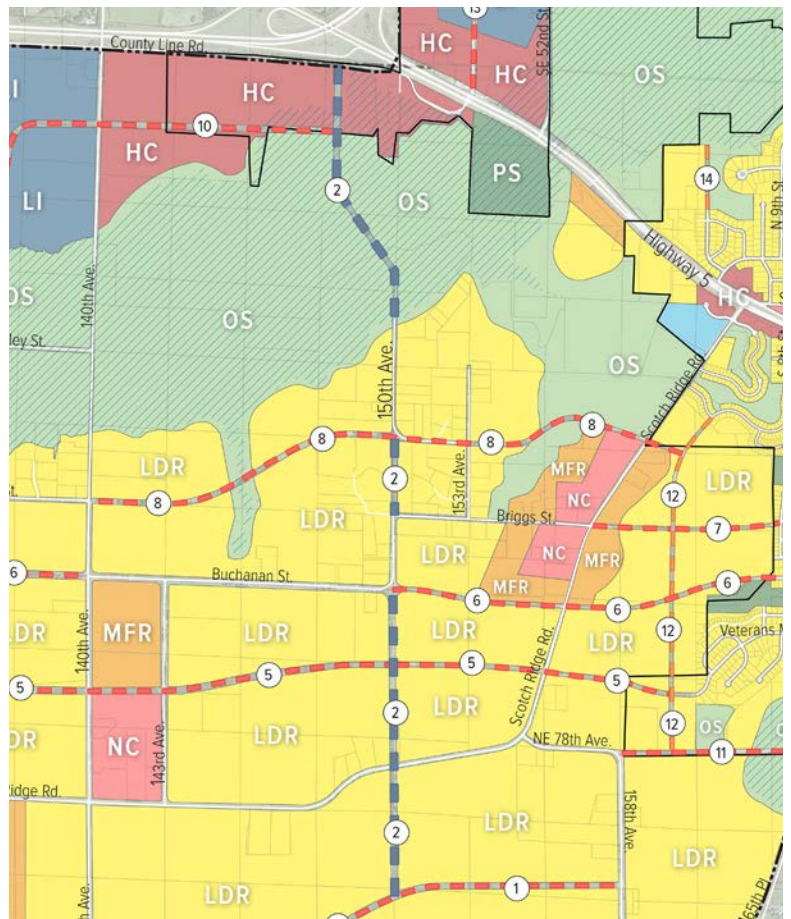 13
County Line Rd.
HC
SE 52nd St.
HC
HC
OS
LI
10
HC
14
N 9th St.
2
PS
LI
OS
Highway 5
HC
OS
140th Ave.
OS
OS
150th Ave.
Scotch Ridge Rd.
8
8
8
8
LDR
MFR
153rd Ave.
2
12
LDR
NC
LDR
Briggs St.
7
NC
LDR
MFR
6
Buchanan St.
6
MFR
6
6
LDR
140th Ave.
MFR
LDR
LDR
LDR
12
5
5
5
5
Scotch Ridge Rd.
2
LDR
12
OS
NC
143rd Ave.
LDR
NE 78th Ave.
11
2
LDR
158th Ave.
LDR
LDR
1